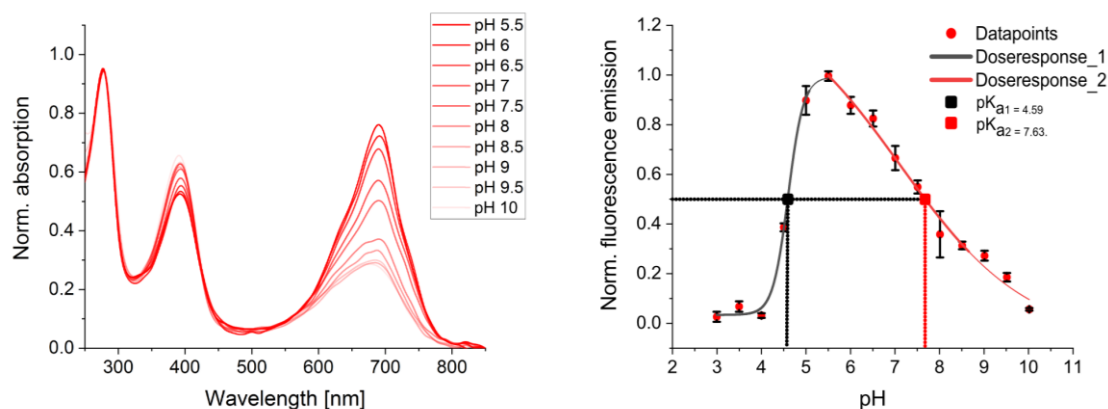 1.0
0.8
0.6
0.4
0.2
0.0
Norm. absorption
300 400 500 600 700 800
Wavelength [nm]
pH 5.5
pH 6
pH 6.5
pH 7
pH 7.5
pH 8
pH 8.5
pH 9
pH 9.5
pH 10
1.2
1.0
0.8
0.6
0.4
0.2
0.0
Norm. fluorescence emission
2 3 4 5 6 7 8 9 10 11
pH
Datapoints
Doseresponse_1
Doseresponse_2
pKa1 = 4.59
pKa2 = 7.63.